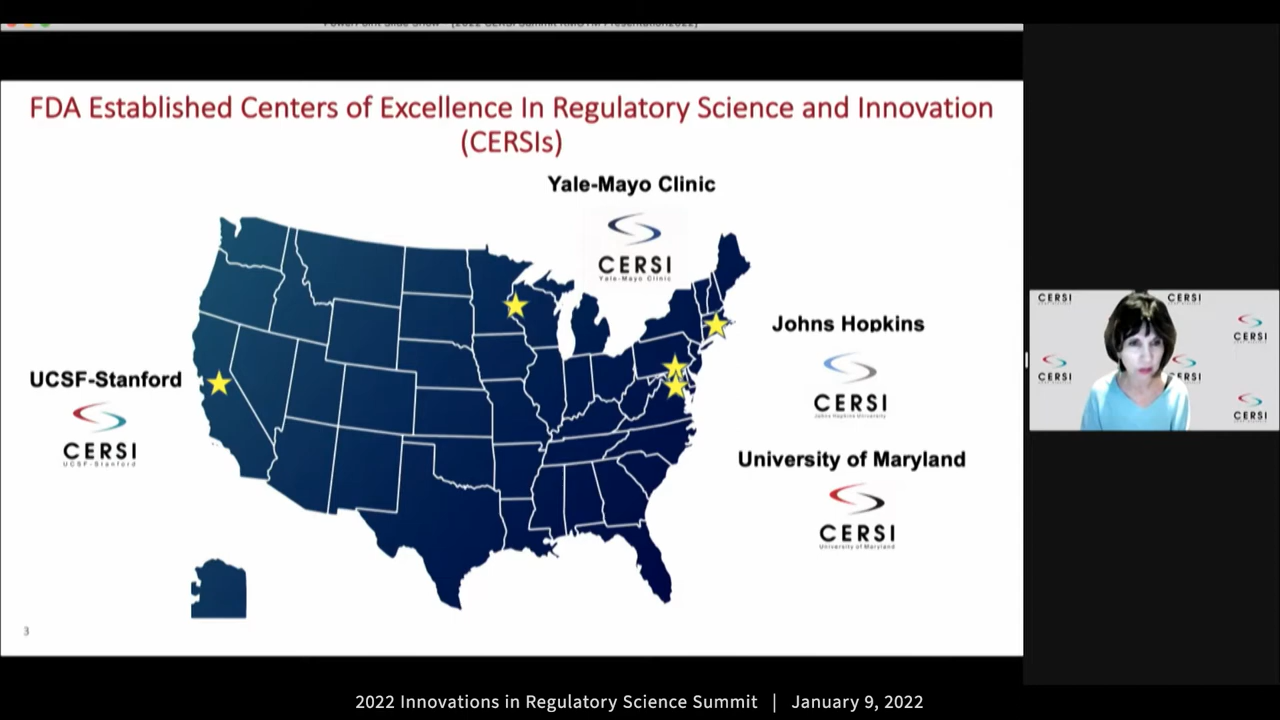 FDA Established Centers of Excellence In Regulatory Science and Innovation
(CERSIs)
Yale-Mayo Clinic
CERSI
Yale-Mayo Clinic
Johns Hopkins
CERSI
Johns Hopkins University
UCSF-Stanford
CERSI
UCSF-Stanford
University of Maryland
CERSI
University of Maryland
3
CERSI
CERSI
CERSI
CERSI
CERSI
CERSI
2022 Innovations in Regulatory Science Summit | January 9, 2022